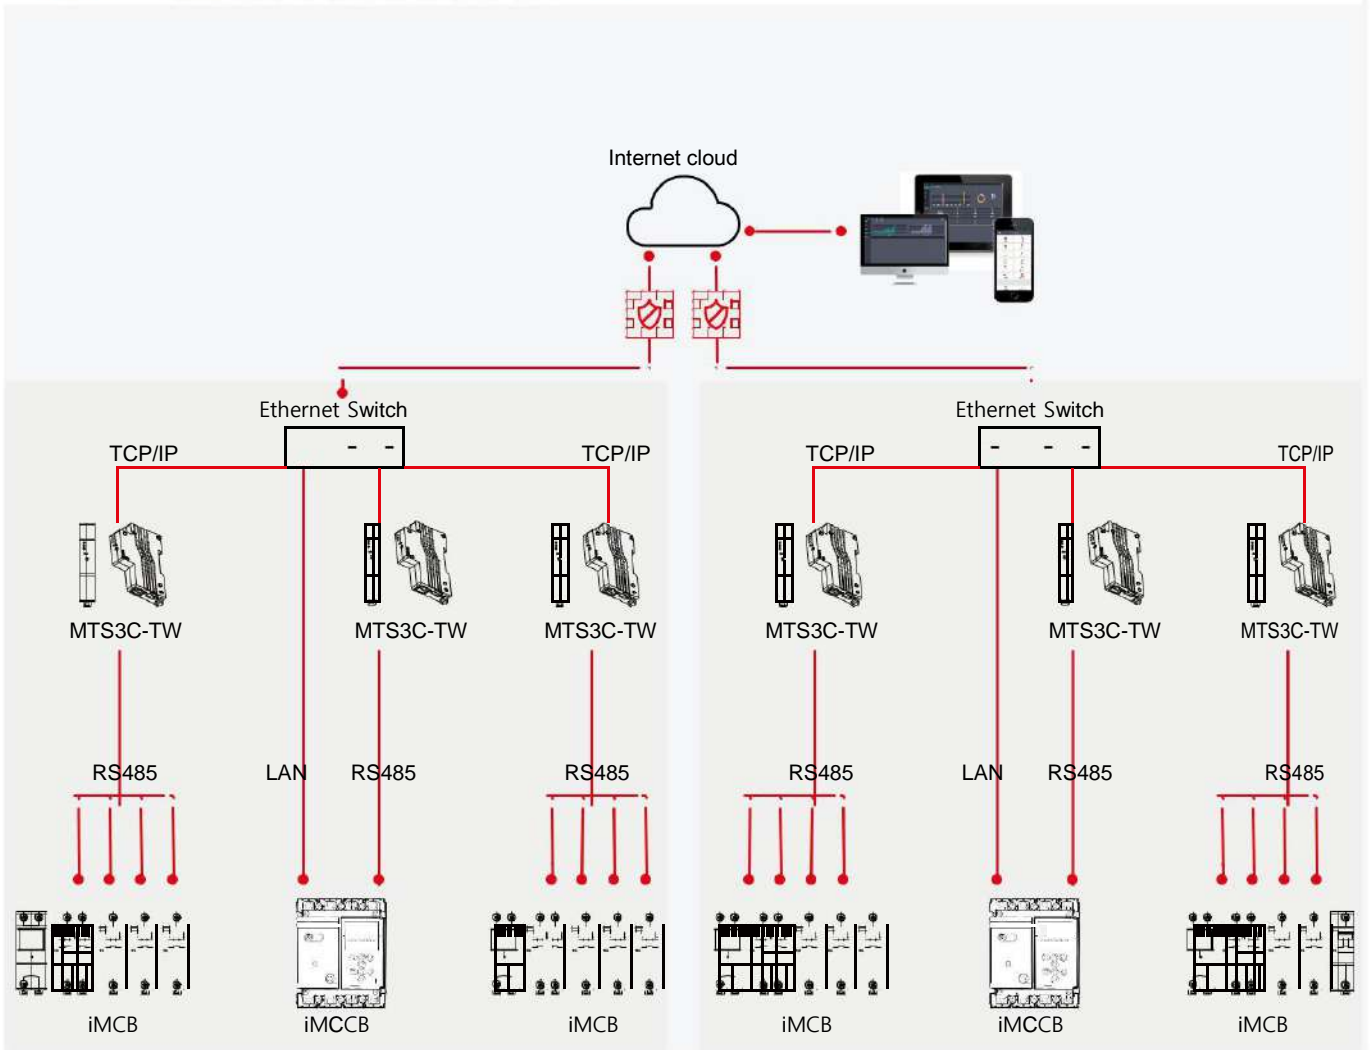 Internet cloud
Ethernet Switch
Ethernet Switch
TCP/IP
TCP/IP
TCP/IP
TCP/IP
MTS3C-TW
MTS3C-TW
MTS3C-TW
MTS3C-TW
MTS3C-TW
MTS3C-TW
RS485
LAN
RS485
RS485
RS485
LAN
RS485
RS485
iMCB
iMCCB
iMCB
iMCB
iMCCB
iMCB